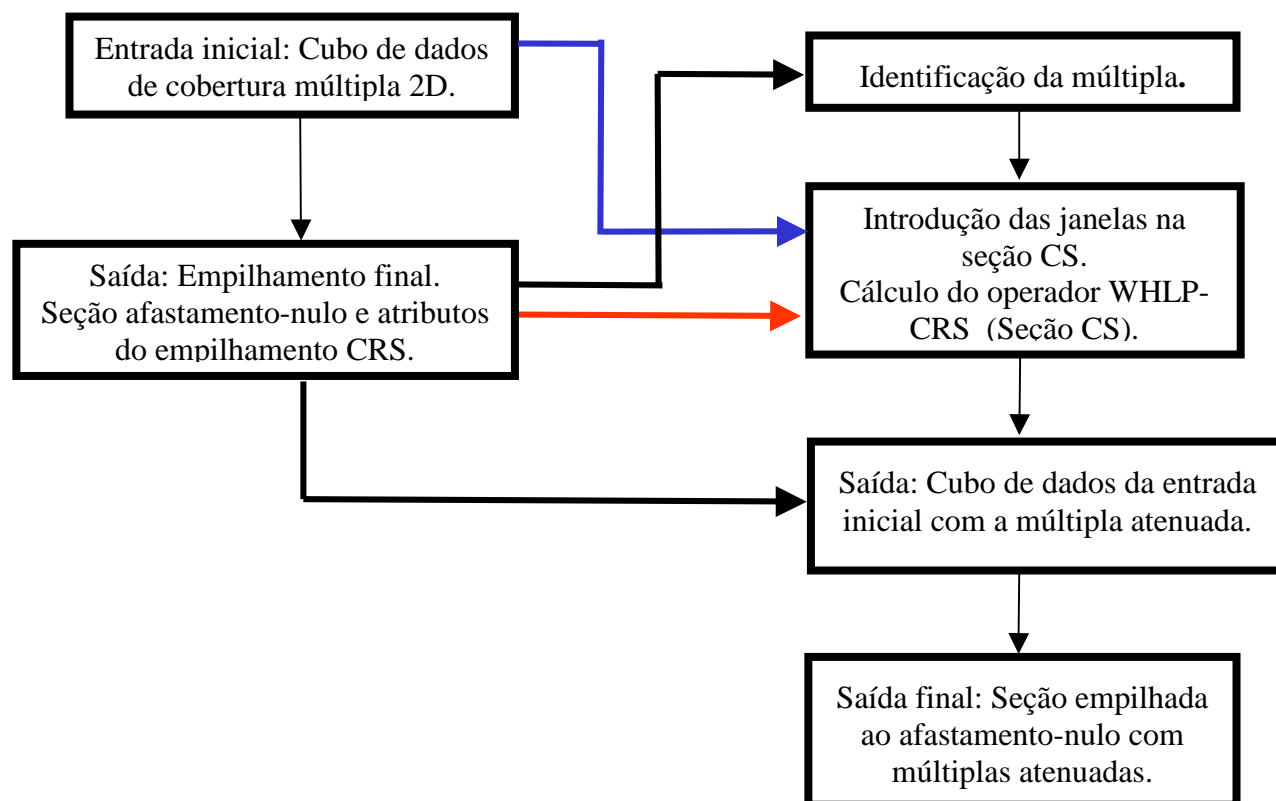 Entrada inicial: Cubo de dados
de cobertura múltipla 2D.
Saída: Empilhamento final.
Seção afastamento-nulo e atributos
do empilhamento CRS.
Identificação da múltipla.
Introdução das janelas na
seção CS.
Cálculo do operador WHLP-
CRS (Seção CS).
Saída: Cubo de dados da entrada
inicial com a múltipla atenuada.
Saída final: Seção empilhada
ao afastamento-nulo com
múltiplas atenuadas.